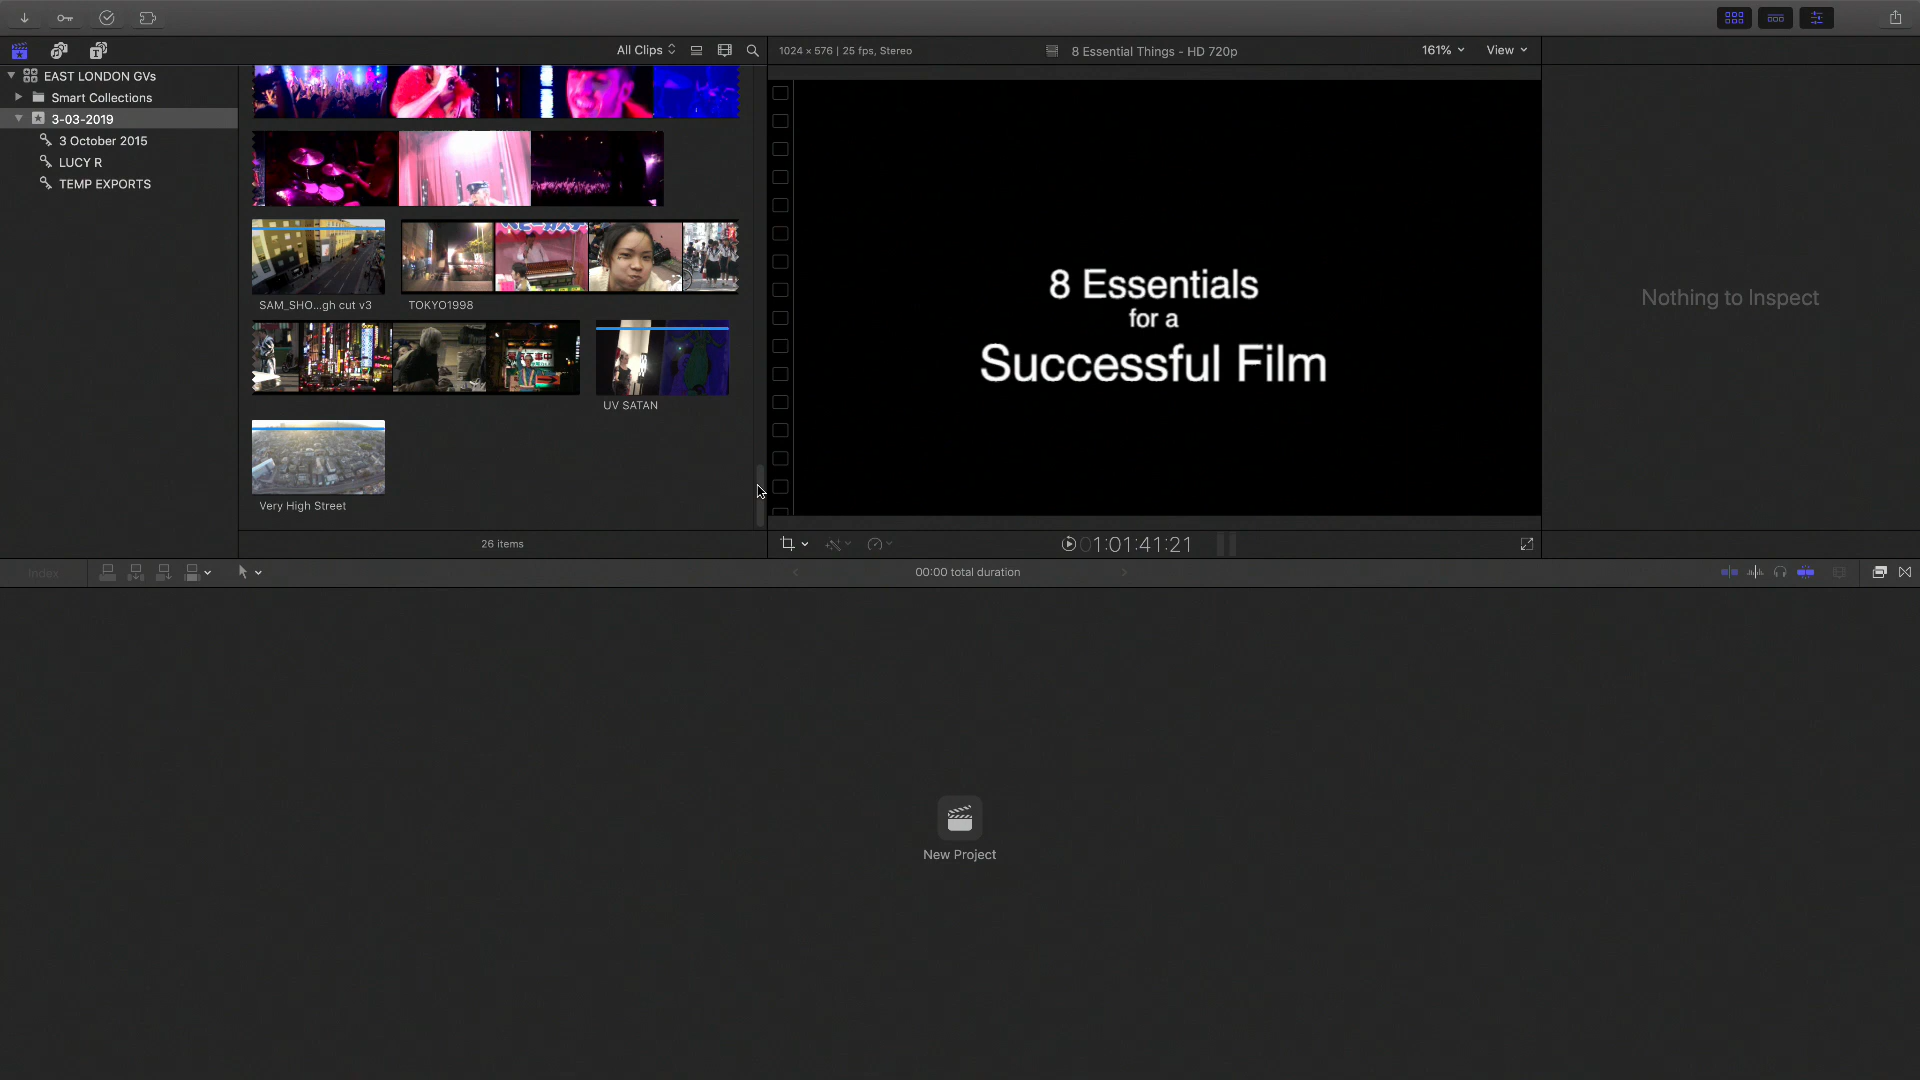 All Clips
1024 × 576 | 25 fps, Stereo
8 Essential Things - HD 720p
161%
View
EAST LONDON GVs
Smart Collections
3-03-2019
3 October 2015
LUCY R
TEMP EXPORTS
SAM_SHO...gh cut v3
TOKYO1998
UV SATAN
Very High Street
26 items
8 Essentials
for a
Successful Film
Nothing to Inspect
01:01:41:21
Index
00:00 total duration
New Project